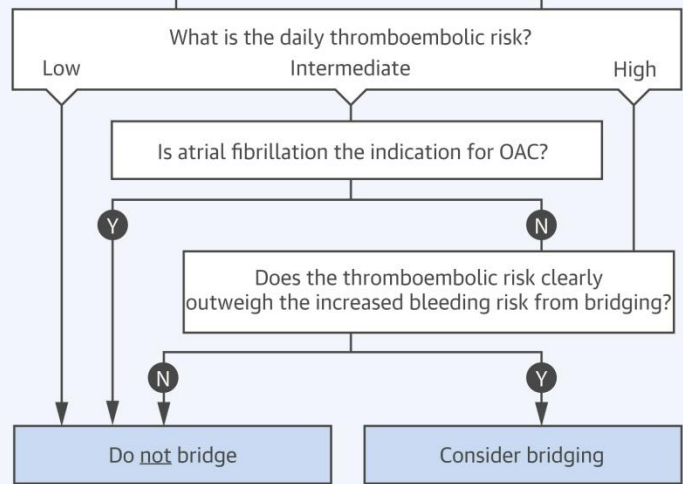 What is the daily thromboembolic risk?
Low Intermediate High
Is atrial fibrillation the indication for OAC?
Y N
Does the thromboembolic risk clearly
outweigh the increased bleeding risk from bridging?
N Y
Do not bridge Consider bridging